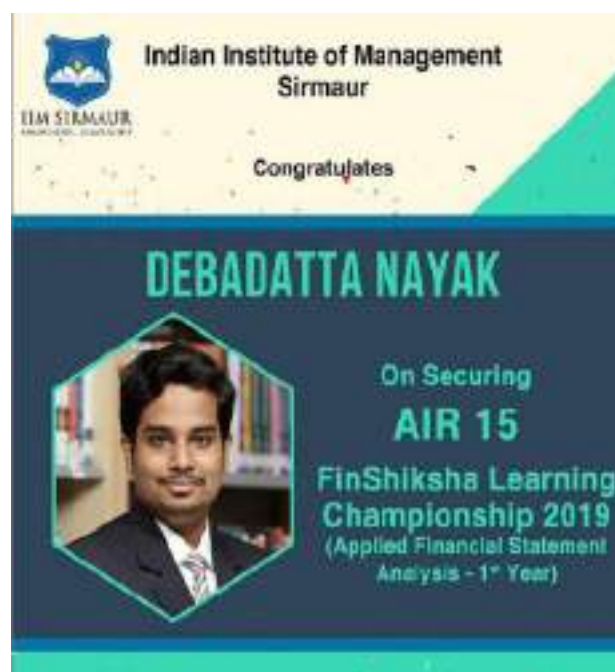 Indian Institute of Management
Sirmaur
IIM SIRMAUR
Congratulates
DEBADATTA NAYAK
On Securing
AIR 15
FinShiksha Learning
Championship 2019
(Applied Financial Statement
Analysis - 1st Year)